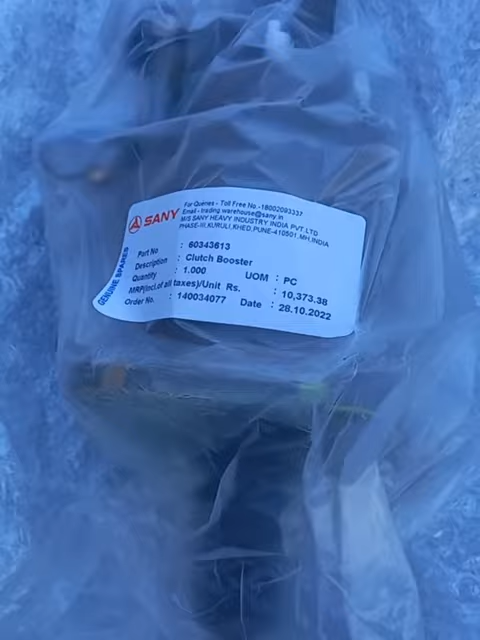 For Queries - Toll Free No.-18002093337
Email - trading warehouse@sany.in
M/S SANY HEAVY INDUSTRY INDIA PVT.LTD
PHASE-III,KURULI,KHED,PUNE-410501,MH,INDIA
SANY
GENUINE SPARES
Part No : 60343613
Description : Clutch Booster
Quantity : 1.000 UOM : PC
MRP(incl.of all taxes)/Unit Rs. : 10,373.38
Order No. : 140034077 Date : 28.10.2022